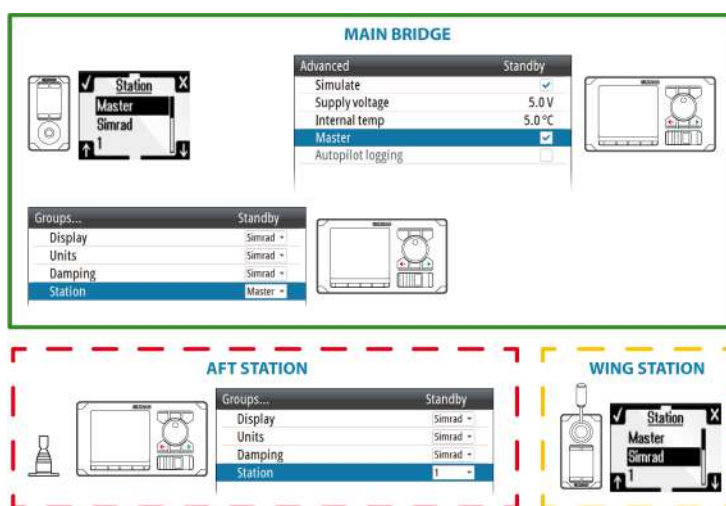 MAIN BRIDGE
Station
Master
Simrad
1
Advanced Standby
Simulate
Supply voltage 5.0 V
Internal temp 5.0 °C
Master
Autopilot logging
Groups... Standby
Display Simrad
Units Simrad
Damping Simrad
Station Master
AFT STATION
Groups... Standby
Display Simrad
Units Simrad
Damping Simrad
Station 1
WING STATION
Station
Master
Simrad
1